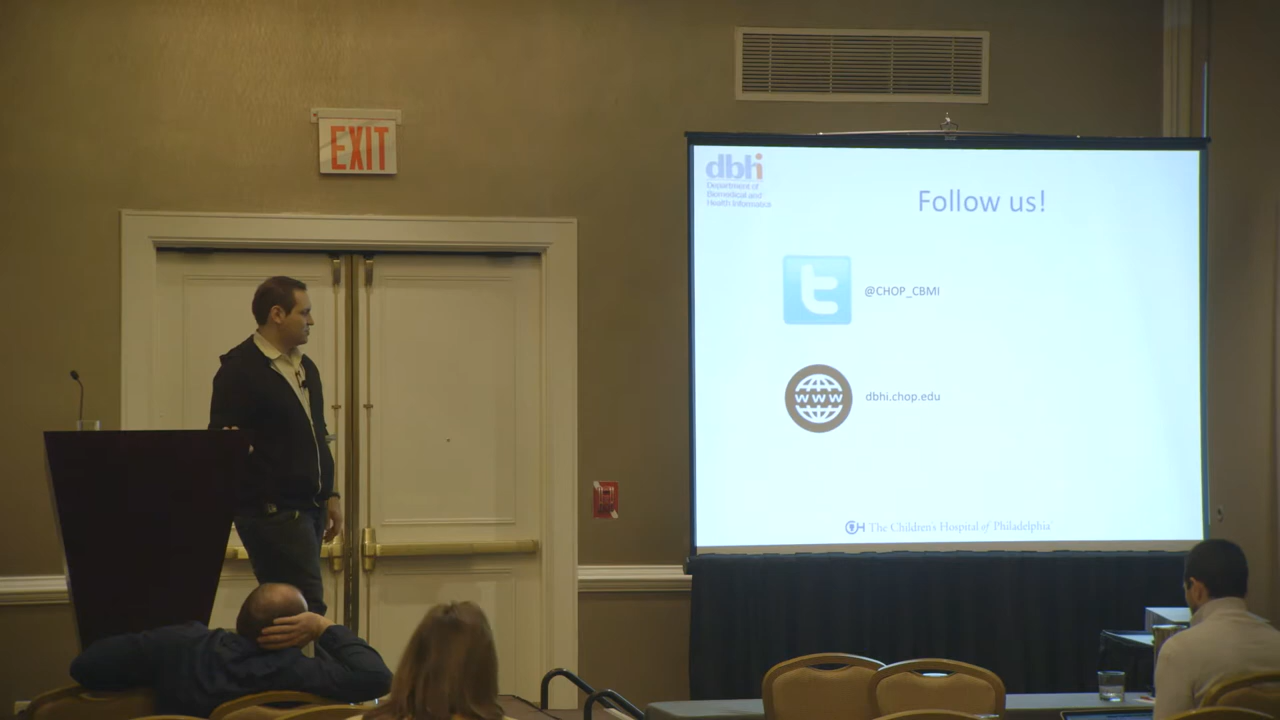 EXIT
dbhi
Department of
Biomedical and
Health Informatics
Follow us!
@CHOP_CBMI
www
dbhi.chop.edu
The Children's Hospital of Philadelphia